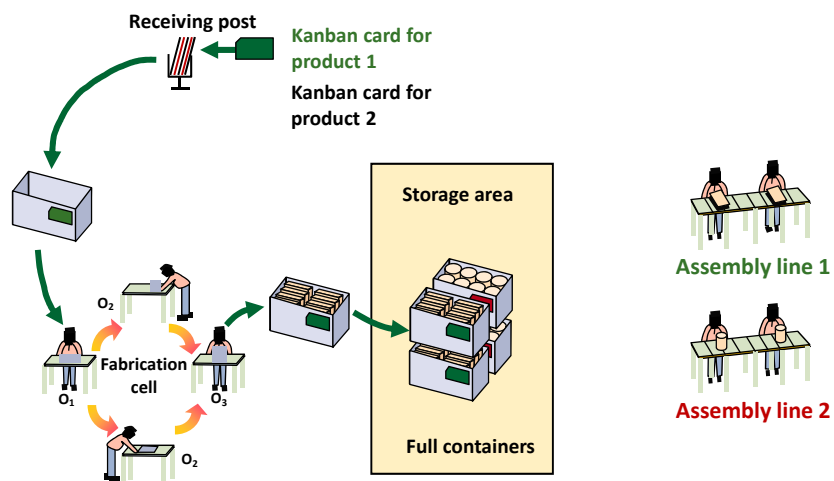 Receiving post
Kanban card for
product 1
Kanban card for
product 2
Storage area
Assembly line 1
O₂
Fabrication
cell
O₁
O₃
O₂
Assembly line 2
Full containers